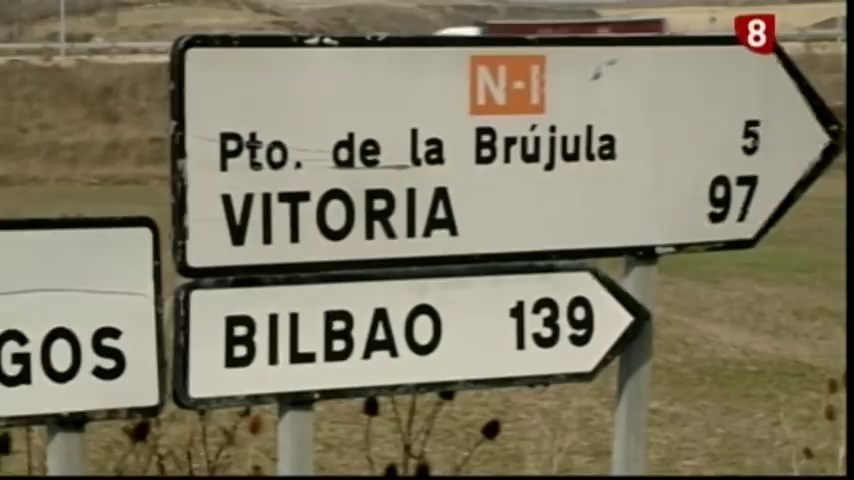 8
N-I
Pto. de la Brújula 5
VITORIA 97
BILBAO 139
GOS